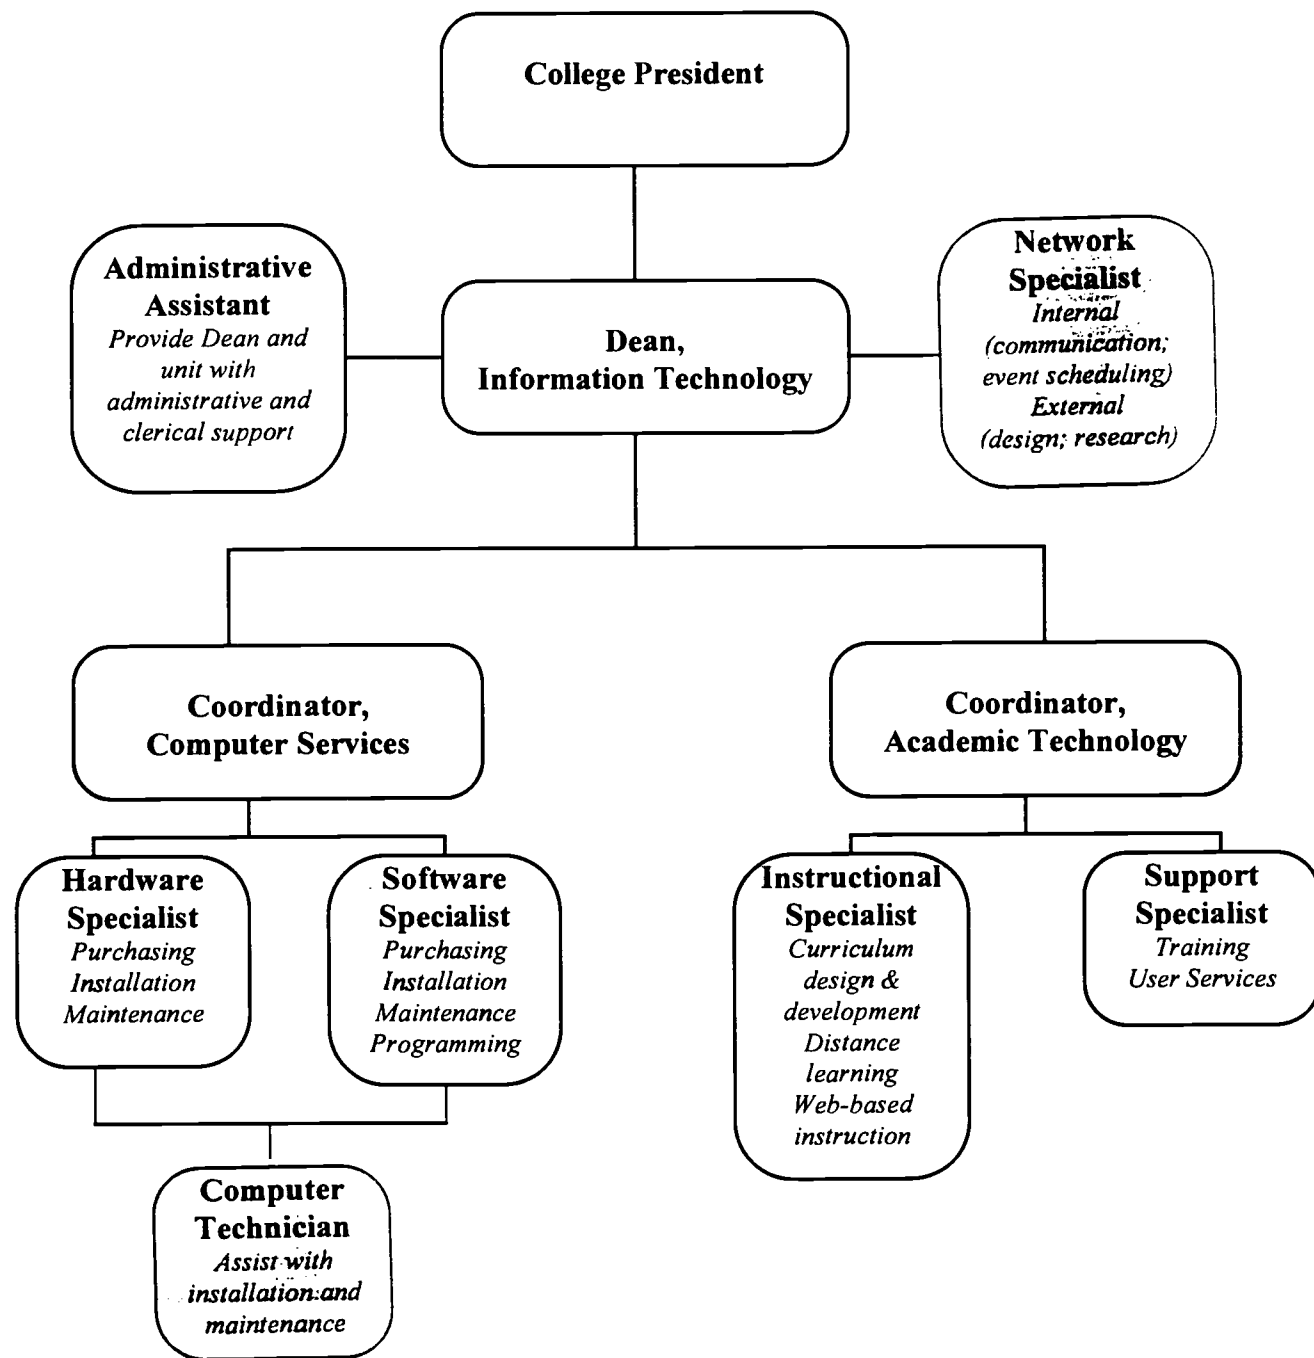 College President
Administrative
Assistant
Provide Dean and
unit with
administrative and
clerical support
Dean,
Information Technology
Network
Specialist
Internal
(communication;
event scheduling)
External
(design; research)
Coordinator,
Computer Services
Coordinator,
Academic Technology
Hardware
Specialist
Purchasing
Installation
Maintenance
Software
Specialist
Purchasing
Installation
Maintenance
Programming
Instructional
Specialist
Curriculum
design &
development
Distance
learning
Web-based
instruction
Support
Specialist
Training
User Services
Computer
Technician
Assist with
installation and
maintenance